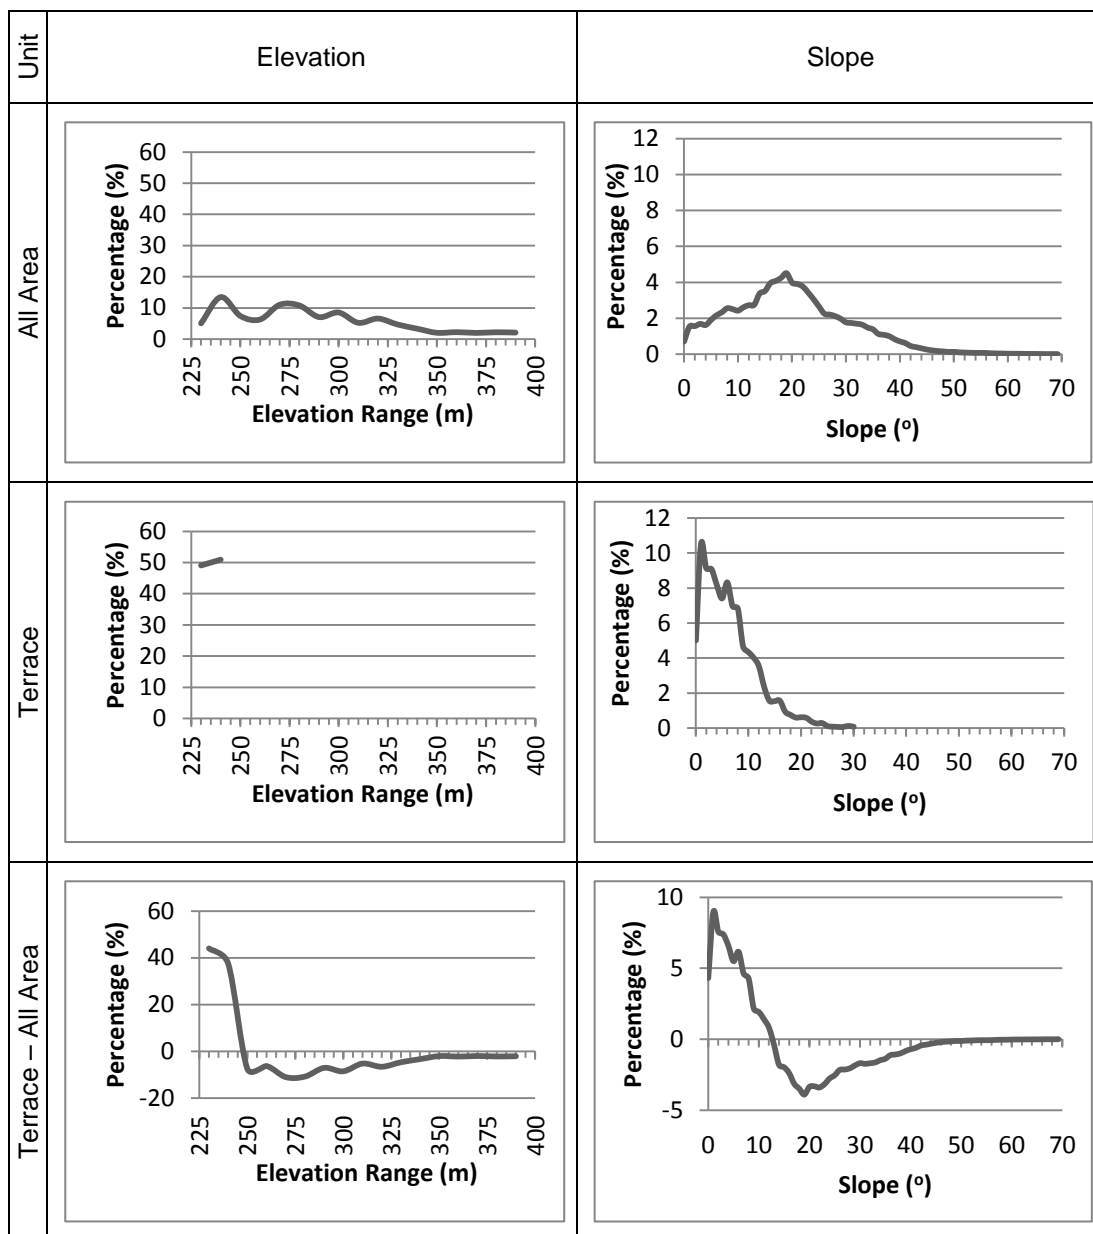 Unit
Elevation
Slope
All Area
Percentage (%)
60
50
40
30
20
10
0
225
250
275
300
325
350
375
400
Elevation Range (m)
Percentage (%)
12
10
8
6
4
2
0
0 10 20 30 40 50 60 70
Slope (º)
Terrace
Percentage (%)
60
50
40
30
20
10
0
225
250
275
300
325
350
375
400
Elevation Range (m)
Percentage (%)
12
10
8
6
4
2
0
0 10 20 30 40 50 60 70
Slope (º)
Terrace – All Area
Percentage (%)
60
40
20
0
-20
225
250
275
300
325
350
375
400
Elevation Range (m)
Percentage (%)
10
5
0
-5
0 10 20 30 40 50 60 70
Slope (º)